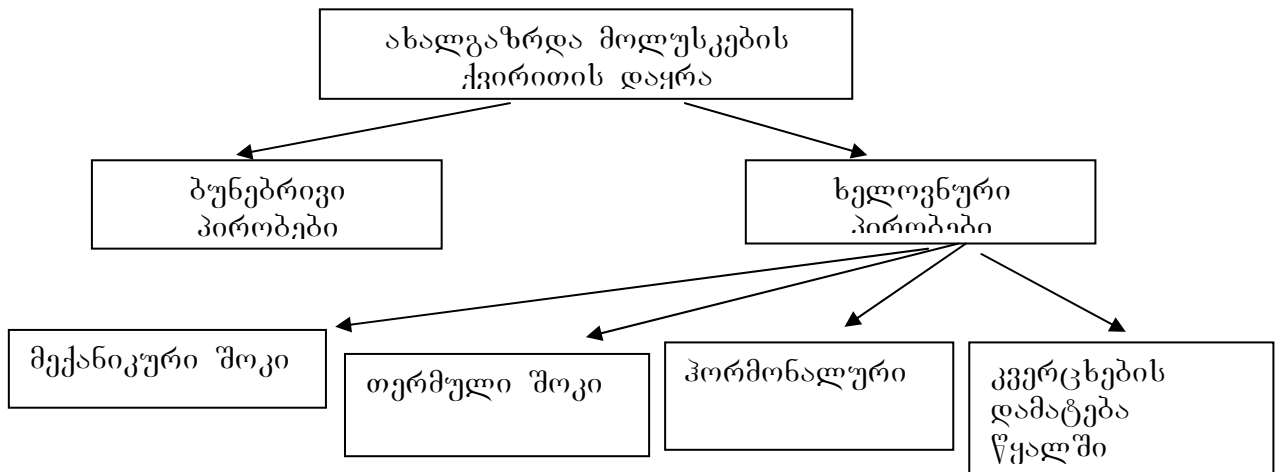 ახალგაზრდა მოლუსკების
ქვირითის დაყრა
ბუნებრივი
პირობები
ხელოვნური
პირობები
მექანიკური შოკი
თერმული შოკი
ჰორმონალური
კვერცხების
დამატება
წყალში